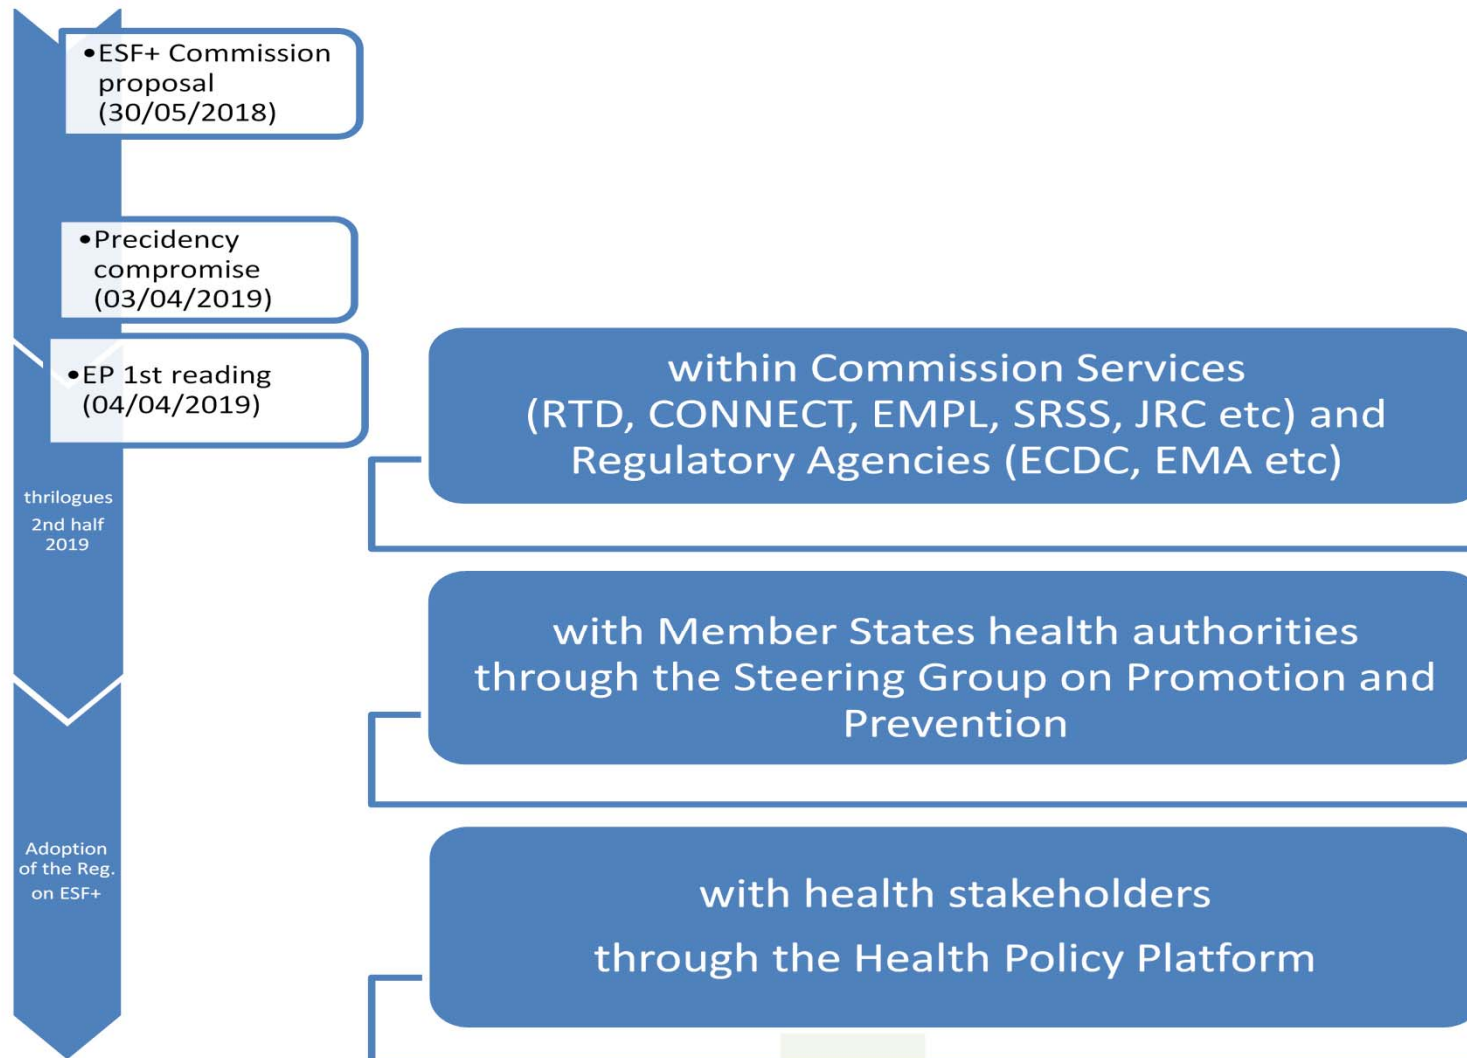 •ESF+ Commission
proposal
(30/05/2018)
•Precidency
compromise
(03/04/2019)
•EP 1st reading
(04/04/2019)
thrilogues
2nd half
2019
Adoption
of the Reg.
on ESF+
within Commission Services
(RTD, CONNECT, EMPL, SRSS, JRC etc) and
Regulatory Agencies (ECDC, EMA etc)
with Member States health authorities
through the Steering Group on Promotion and
Prevention
with health stakeholders
through the Health Policy Platform